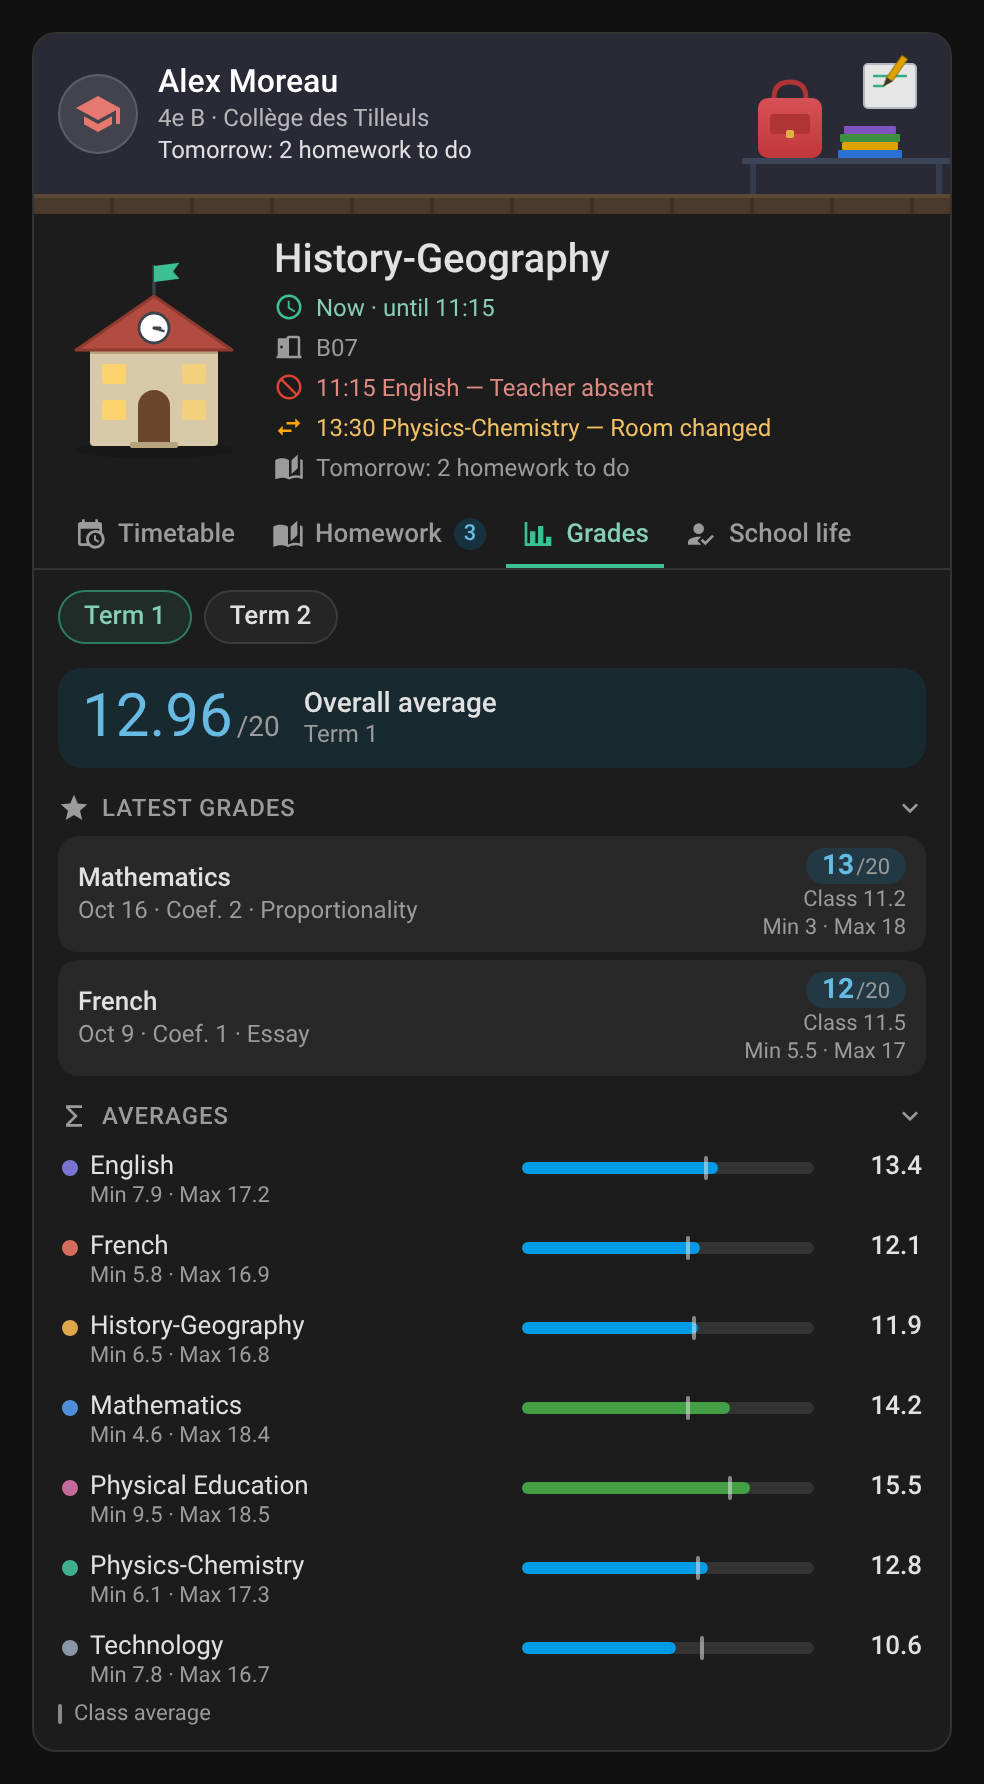 Alex Moreau
4e B · Collège des Tilleuls
Tomorrow: 2 homework to do
History-Geography
Now · until 11:15
B07
11:15 English — Teacher absent
13:30 Physics-Chemistry — Room changed
Tomorrow: 2 homework to do
Timetable Homework 3 Grades School life
Term 1 Term 2
12.96/20 Overall average
Term 1
LATEST GRADES
Mathematics 13/20
Oct 16 · Coef. 2 · Proportionality Class 11.2
Min 3 · Max 18
French 12/20
Oct 9 · Coef. 1 · Essay Class 11.5
Min 5.5 · Max 17
AVERAGES
English 13.4
Min 7.9 · Max 17.2
French 12.1
Min 5.8 · Max 16.9
History-Geography 11.9
Min 6.5 · Max 16.8
Mathematics 14.2
Min 4.6 · Max 18.4
Physical Education 15.5
Min 9.5 · Max 18.5
Physics-Chemistry 12.8
Min 6.1 · Max 17.3
Technology 10.6
Min 7.8 · Max 16.7
Class average